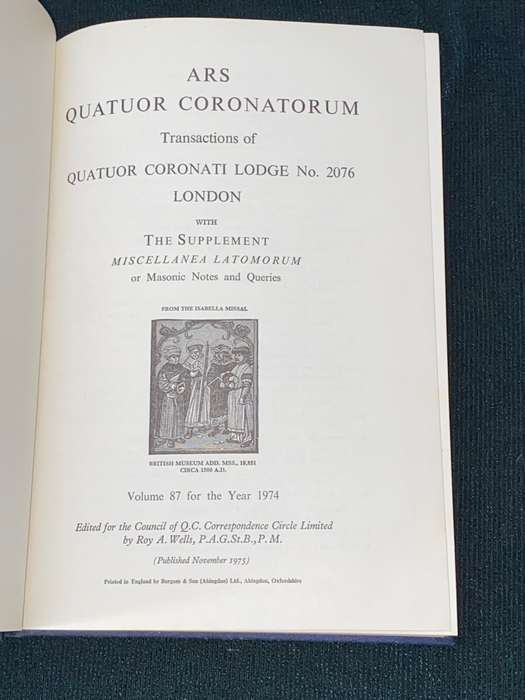 ARS
QUATUOR CORONATORUM
Transactions of
QUATUOR CORONATI LODGE No. 2076
LONDON
WITH
THE SUPPLEMENT
MISCELLANEA LATOMORUM
or Masonic Notes and Queries
FROM THE ISABELLA MISSAL
BRITISH MUSEUM ADD. MSS., 18,851
CIRCA 1500 A.D.
Volume 87 for the Year 1974
Edited for the Council of Q.C. Correspondence Circle Limited
by Roy A. Wells, P.A.G.St.B., P.M.
(Published November 1975)
Printed in England by Burgess & Son (Abingdon) Ltd., Abingdon, Oxfordshire